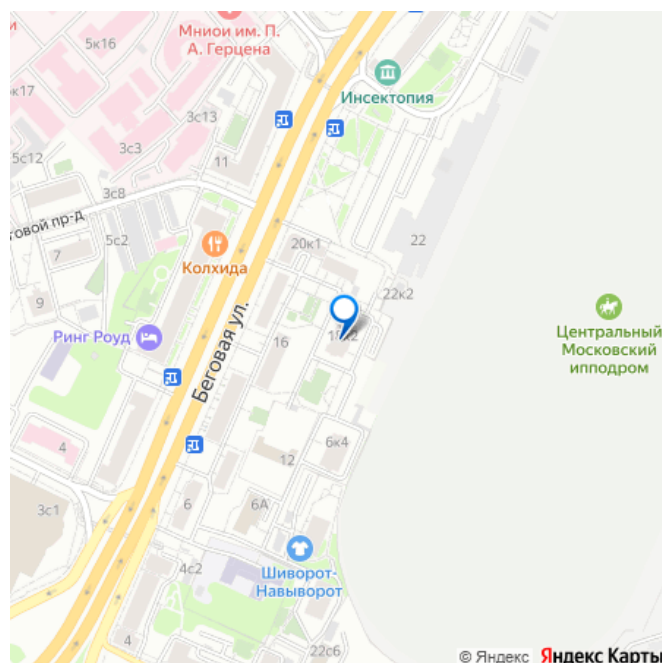 5к16
МНИОИ им. П.
А. Герцена
к17
Инсектопия
3с13
3с3
5с12
11
3с8
говой пр-д
5с2
7
20к1
22
Колхида
9
22к2
Центральный
Московский
ипподром
Ринг Роуд
16
Беговая ул.
4
6к4
12
3с1
6
6А
4с2
Шиворот-
Навыворот
4
22с6
© Яндекс Яндекс Карты